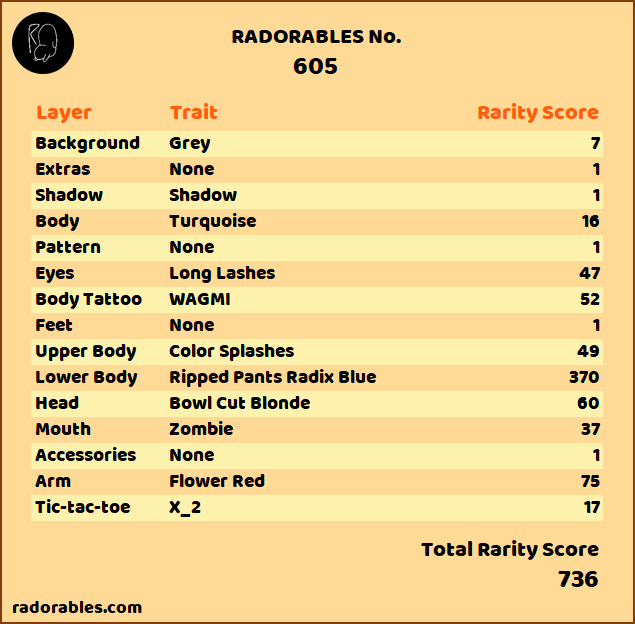 RADORABLES No.
605
Layer Trait Rarity Score
Background Grey 7
Extras None 1
Shadow Shadow 1
Body Turquoise 16
Pattern None 1
Eyes Long Lashes 47
Body Tattoo WAGMI 52
Feet None 1
Upper Body Color Splashes 49
Lower Body Ripped Pants Radix Blue 370
Head Bowl Cut Blonde 60
Mouth Zombie 37
Accessories None 1
Arm Flower Red 75
Tic-tac-toe X_2 17
Total Rarity Score
736
radorables.com